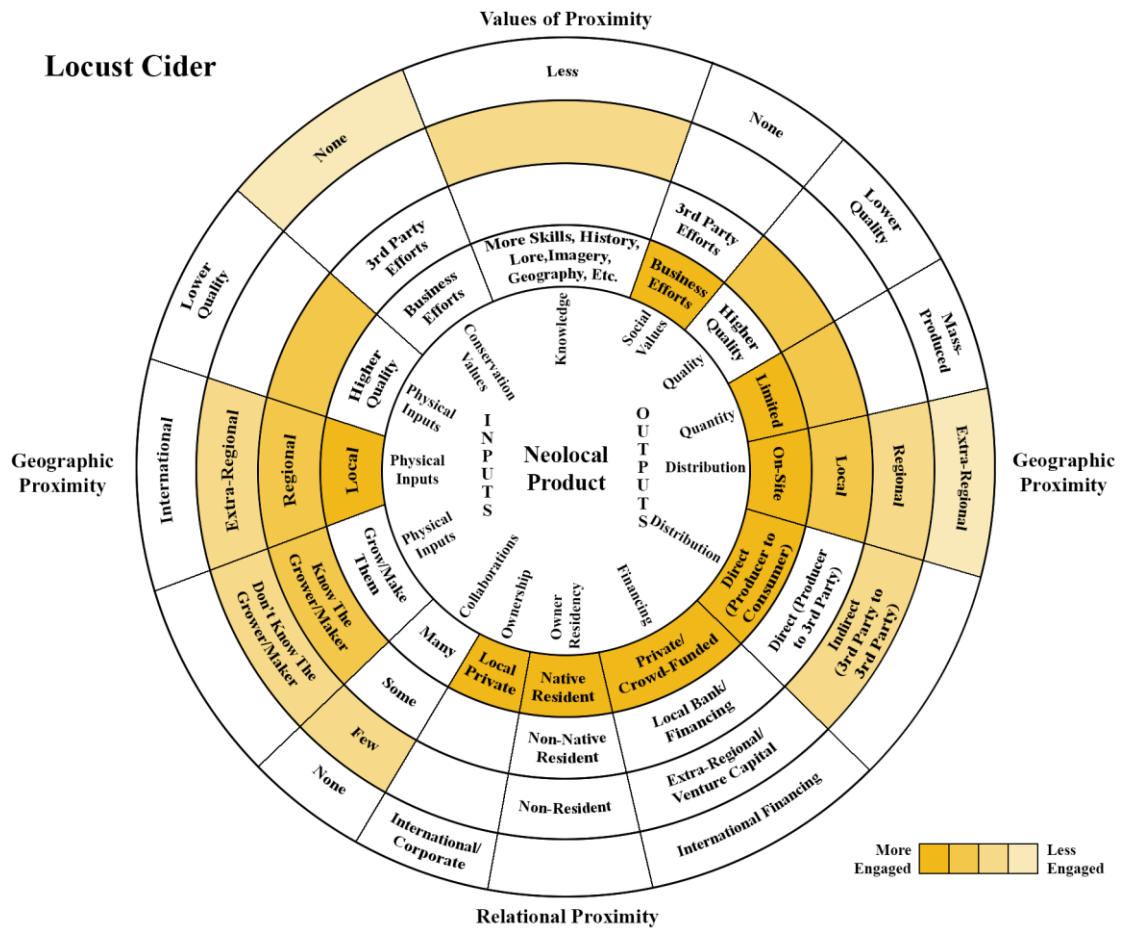 Values of Proximity
Locust Cider
Less
None
None
Lower
Quality
Lower
Quality
Mass-
Produced
3rd Party
Efforts
3rd Party
Efforts
More Skills, History,
Lore,Imagery,
Geography, Etc.
Business
Efforts
Business
Efforts
Higher
Quality
Higher
Quality
Limited
Knowledge
Social
Values
Conservation
Values
Quality
Quantity
Physical
Inputs
Physical
Inputs
Physical
Inputs
INPUTS
Neolocal
Product
OUTPUTS
Distribution
Distribution
Geographic
Proximity
International
Extra-Regional
Regional
Local
On-Site
Local
Regional
Extra-Regional
Geographic
Proximity
Collaborations
Ownership
Owner
Residency
Financing
Grow/Make
Them
Know The
Grower/Maker
Don't Know The
Grower/Maker
Many
Some
Few
None
Local
Private
International/
Corporate
Native
Resident
Non-Native
Resident
Non-Resident
Private/
Crowd-Funded
Local Bank/
Financing
Extra-Regional/
Venture Capital
International Financing
Direct
(Producer to
Consumer)
Direct (Producer
to 3rd Party)
Indirect
(3rd Party to
3rd Party)
More
Engaged
Less
Engaged
Relational Proximity